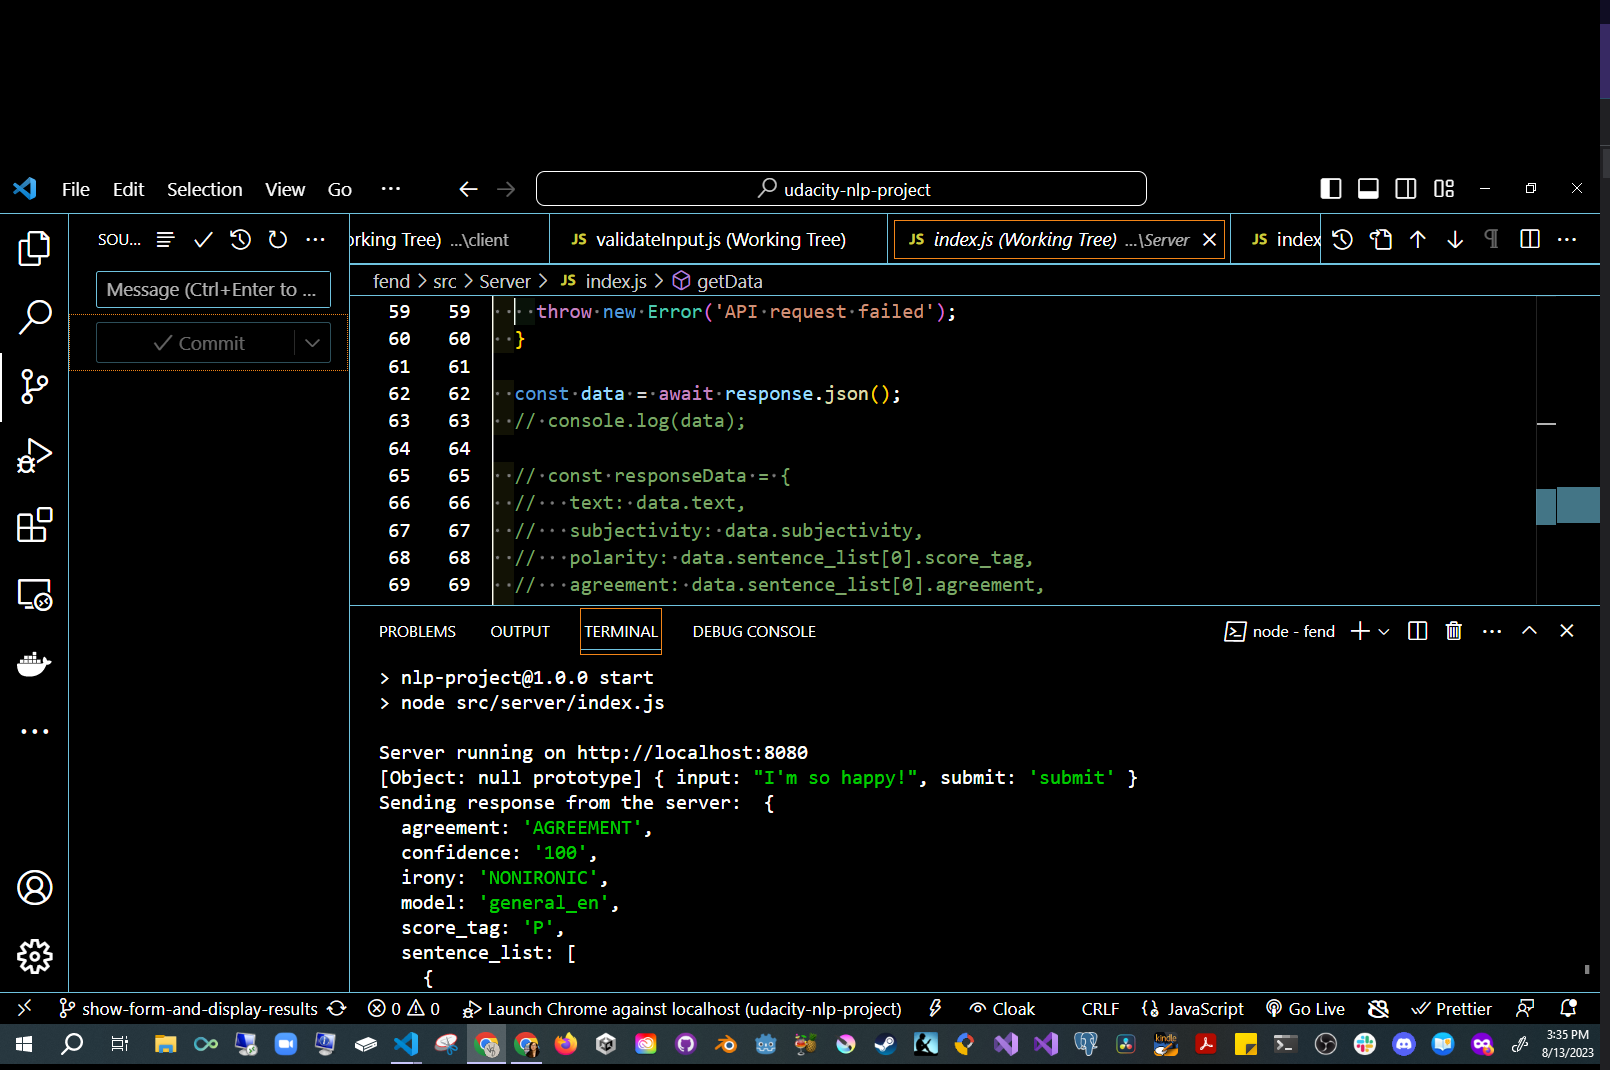 File Edit Selection View Go ··· udacity-nlp-project
SOU... ···
rking Tree) ...\client JS validateInput.js (Working Tree) JS index.js (Working Tree) ...\Server JS index
fend > src > Server > JS index.js > getData
Message (Ctrl+Enter to ...
Commit
59 59 throw new Error('API request failed');
60 60 }
61 61
62 62 const data = await response.json();
63 63 // console.log(data);
64 64
65 65 // const responseData = {
66 66 // text: data.text,
67 67 // subjectivity: data.subjectivity,
68 68 // polarity: data.sentence_list[0].score_tag,
69 69 // agreement: data.sentence_list[0].agreement,
PROBLEMS OUTPUT TERMINAL DEBUG CONSOLE node - fend
> nlp-project@1.0.0 start
> node src/server/index.js
Server running on http://localhost:8080
[Object: null prototype] { input: "I'm so happy!", submit: 'submit' }
Sending response from the server:  {
agreement: 'AGREEMENT',
confidence: '100',
irony: 'NONIRONIC',
model: 'general_en',
score_tag: 'P',
sentence_list: [
{
show-form-and-display-results 0 0 Launch Chrome against localhost (udacity-nlp-project) Cloak CRLF JavaScript Go Live Prettier
kindle
3:35 PM
8/13/2023